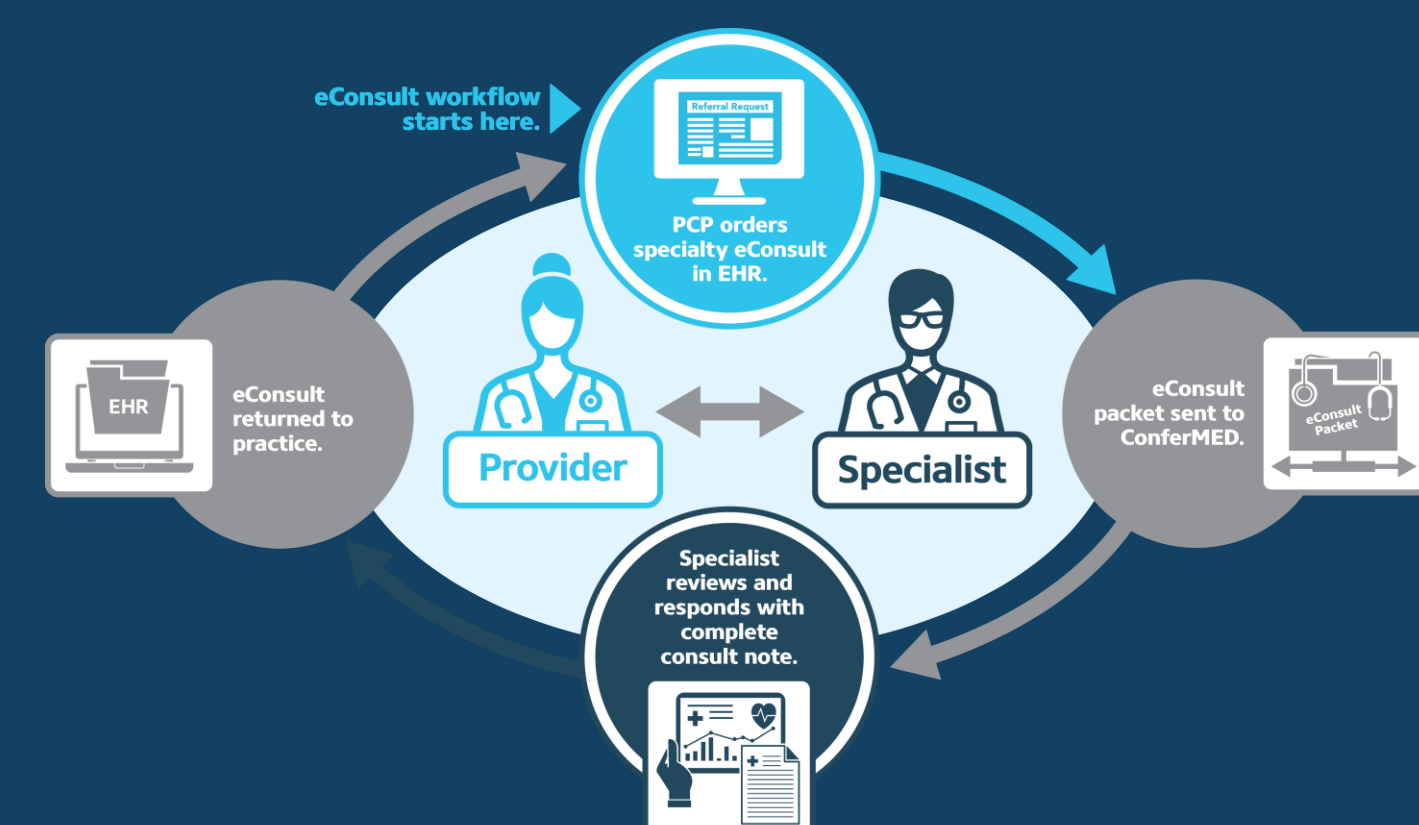 eConsult workflow
starts here.
Referral Request
PCP orders
specialty eConsult
in EHR.
eConsult
packet sent to
ConferMED.
eConsult
Packet
Specialist
reviews and
responds with
complete
consult note.
EHR
eConsult
returned to
practice.
Provider
Specialist